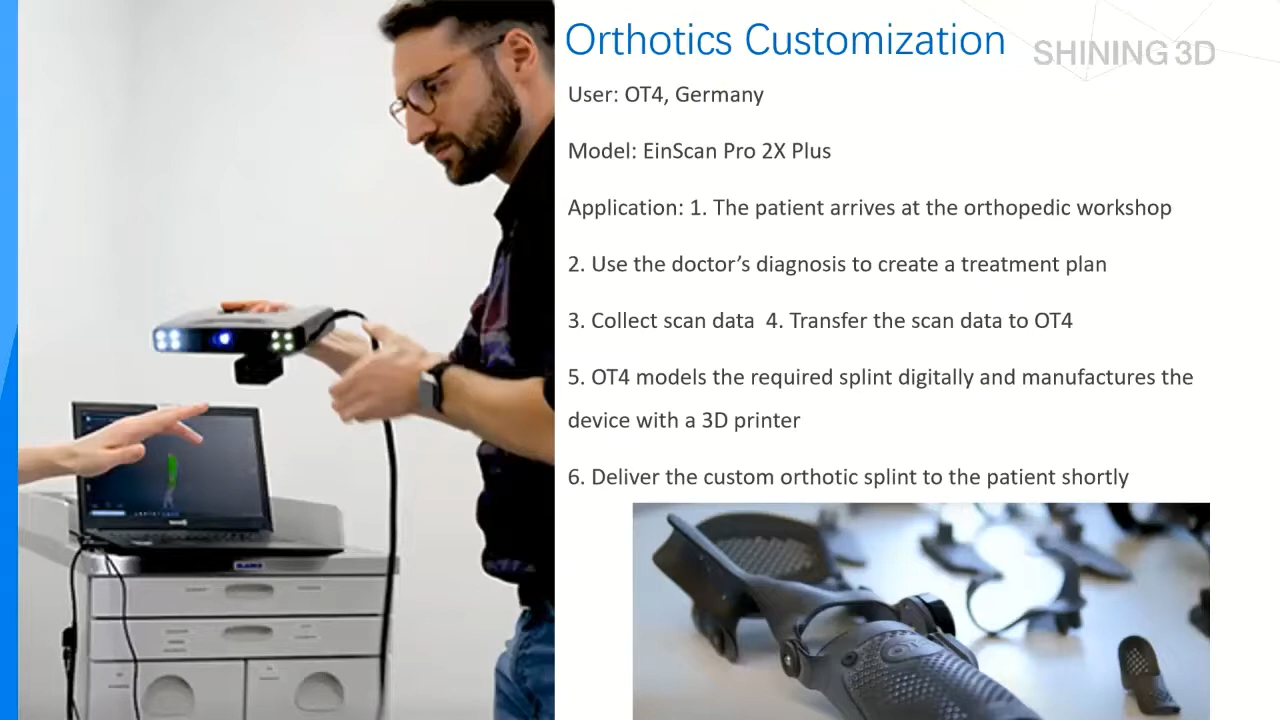 Orthotics Customization
SHINING 3D
User: OT4, Germany
Model: EinScan Pro 2X Plus
Application: 1. The patient arrives at the orthopedic workshop
2. Use the doctor’s diagnosis to create a treatment plan
3. Collect scan data  4. Transfer the scan data to OT4
5. OT4 models the required splint digitally and manufactures the
device with a 3D printer
6. Deliver the custom orthotic splint to the patient shortly